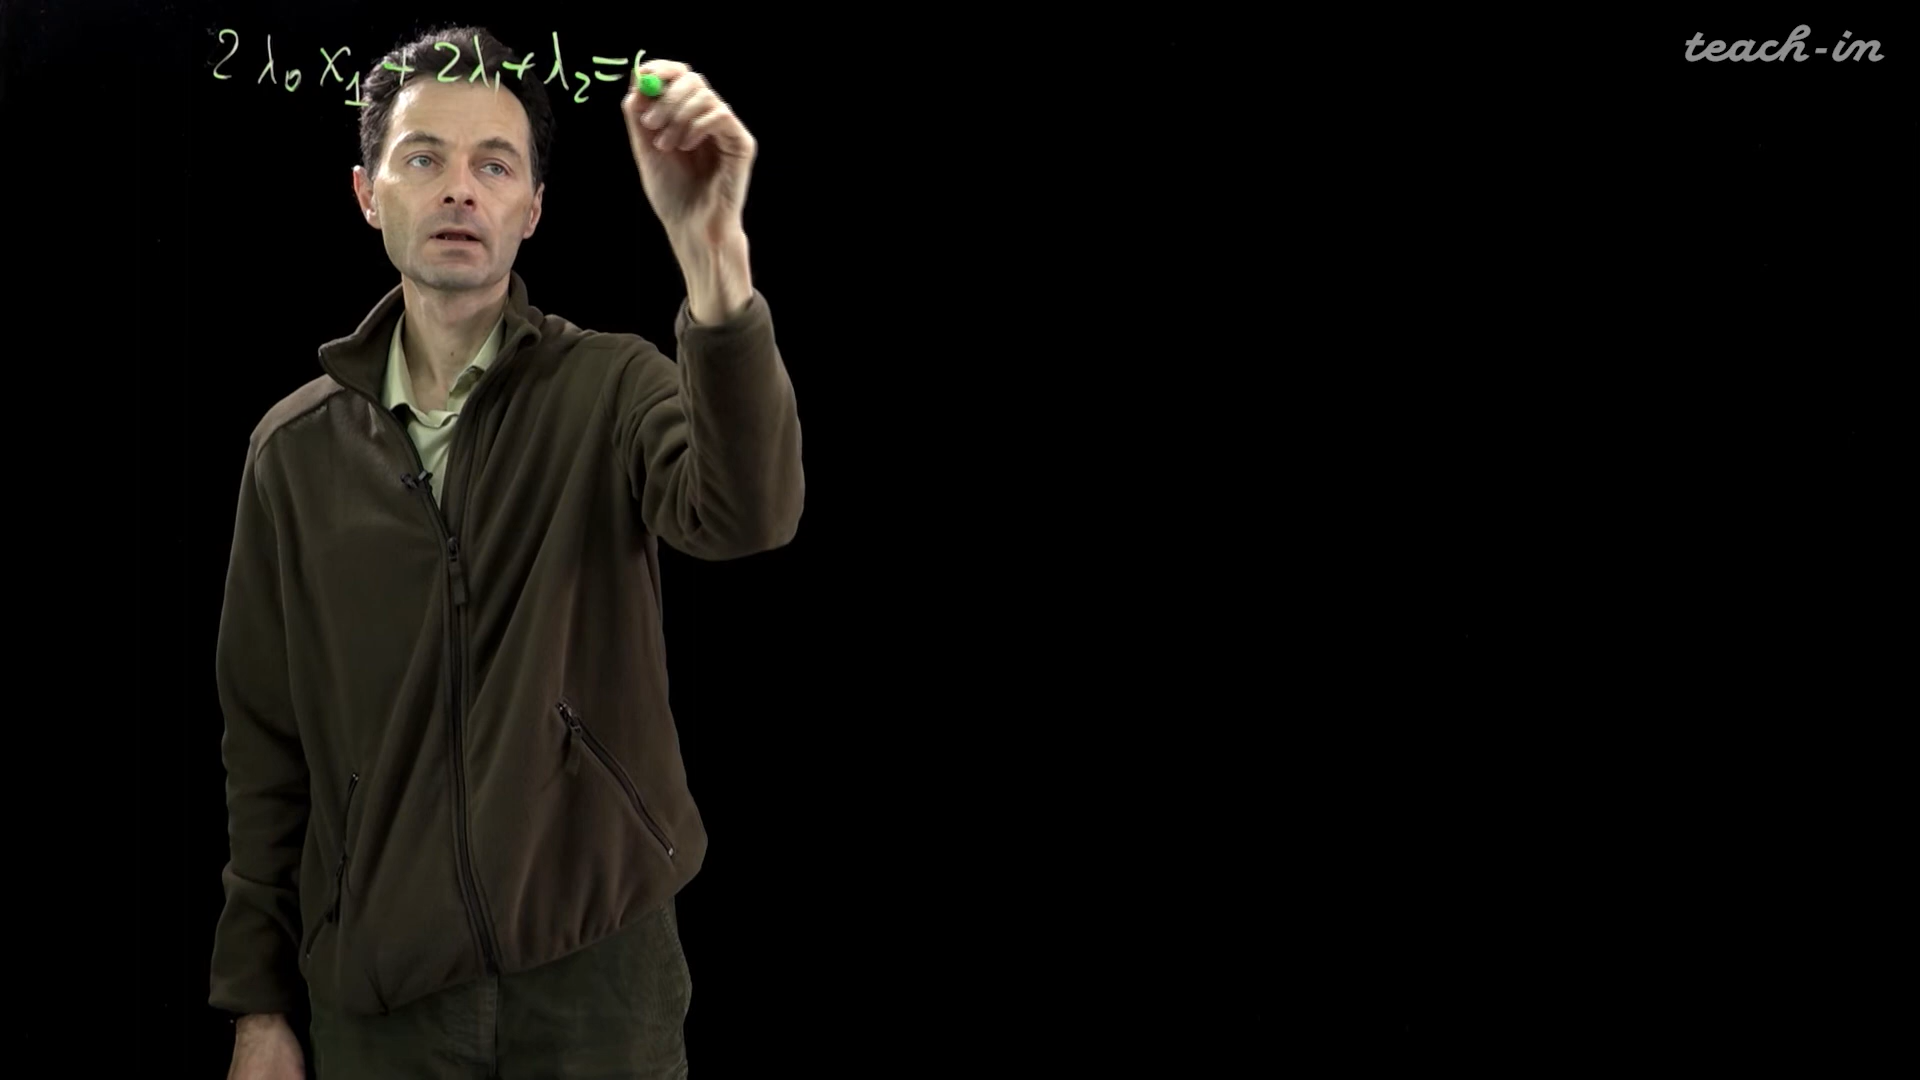 2 λ₀ x₁ + 2λ₁ + λ₂ =
teach-in